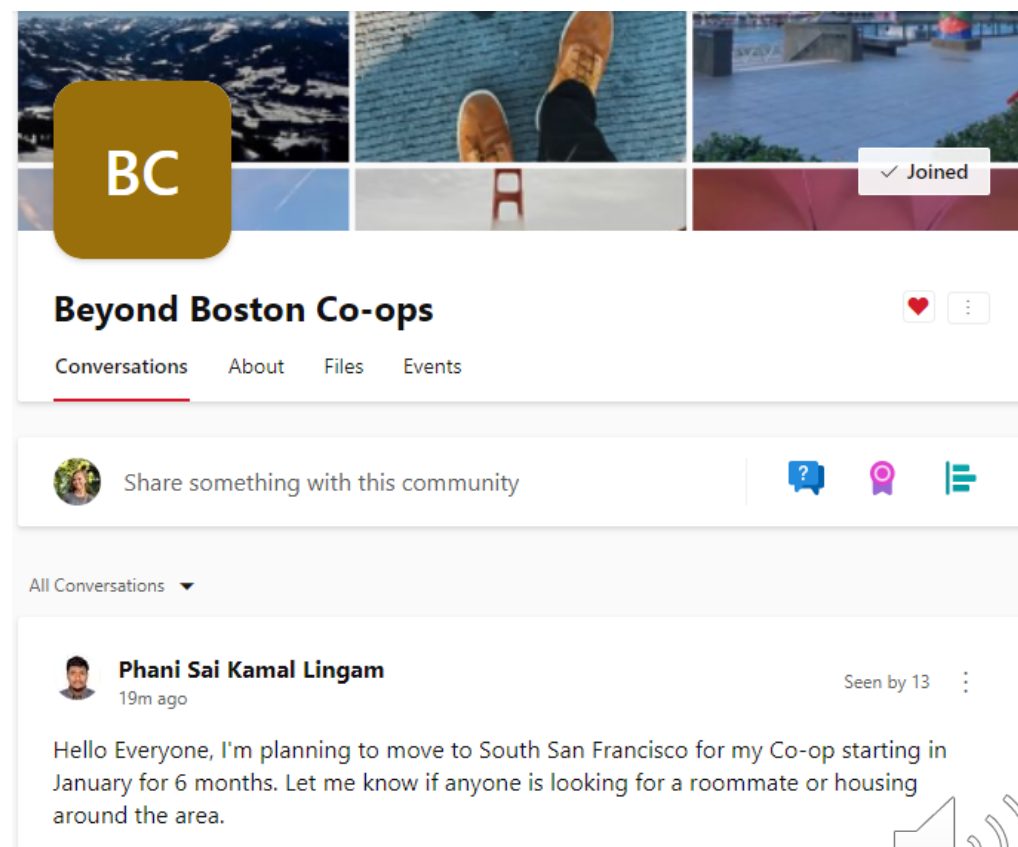 BC
Joined
Beyond Boston Co-ops
Conversations About Files Events
Share something with this community
?
All Conversations
Phani Sai Kamal Lingam
19m ago
Seen by 13
Hello Everyone, I'm planning to move to South San Francisco for my Co-op starting in
January for 6 months. Let me know if anyone is looking for a roommate or housing
around the area.